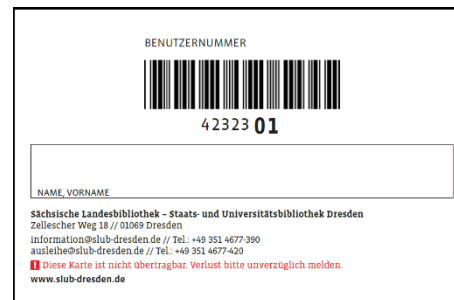 BENUTZERNUMMER
42323 01
NAME, VORNAME
Sächsische Landesbibliothek – Staats- und Universitätsbibliothek Dresden
Zellescher Weg 18 // 01069 Dresden
information@slub-dresden.de // Tel.: +49 351 4677-390
ausleihe@slub-dresden.de // Tel.: +49 351 4677-420
! Diese Karte ist nicht übertragbar. Verlust bitte unverzüglich melden.
www.slub-dresden.de